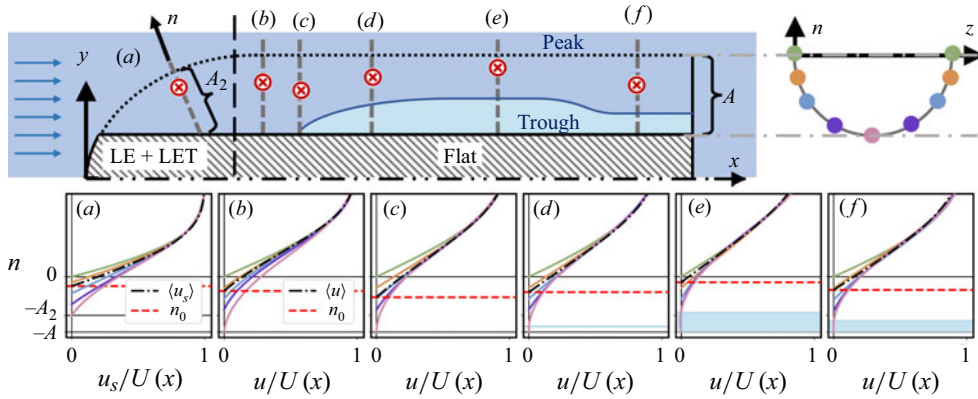 (b) (c) (d) (e) (f)
n
n z
y (a) Peak
A₂ A
Trough
LE + LET Flat
x
(a) (b) (c) (d) (e) (f)
n
0
⟨uₛ⟩ ⟨u⟩
−A₂ n₀ n₀
−A
0 1 0 1 0 1 0 1 0 1 0 1
uₛ/U(x) u/U(x) u/U(x) u/U(x) u/U(x) u/U(x)